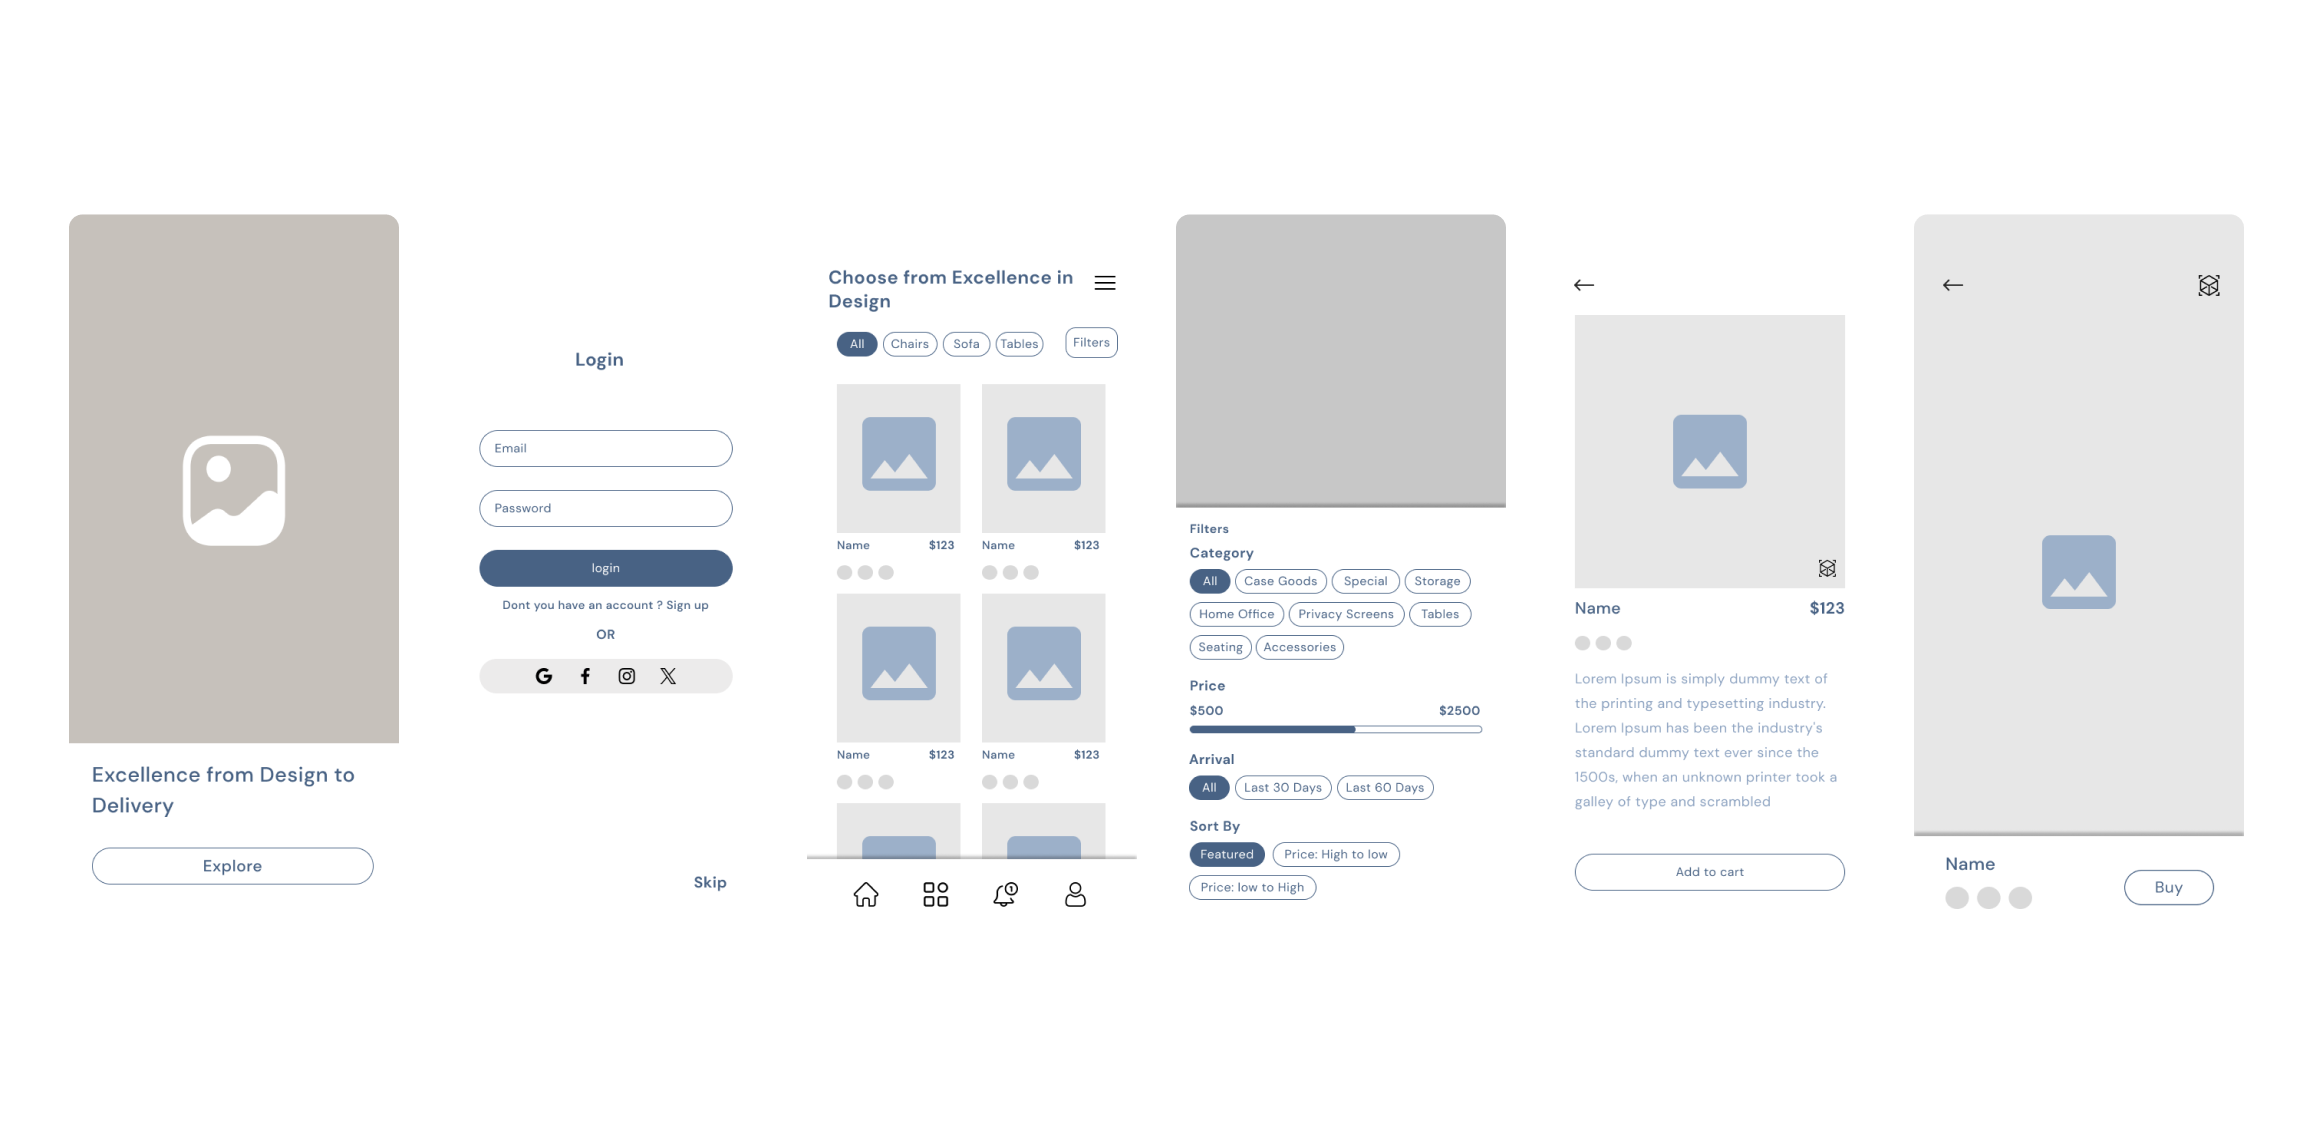 Excellence from Design to
Delivery
Explore
Login
Email
Password
login
Dont you have an account ? Sign up
OR
Skip
Choose from Excellence in
Design
All Chairs Sofa Tables Filters
Name $123 Name $123
Name $123 Name $123
1
Filters
Category
All Case Goods Special Storage
Home Office Privacy Screens Tables
Seating Accessories
Price
$500 $2500
Arrival
All Last 30 Days Last 60 Days
Sort By
Featured Price: High to low
Price: low to High
Name $123
Lorem Ipsum is simply dummy text of
the printing and typesetting industry.
Lorem Ipsum has been the industry's
standard dummy text ever since the
1500s, when an unknown printer took a
galley of type and scrambled
Add to cart
Name
Buy